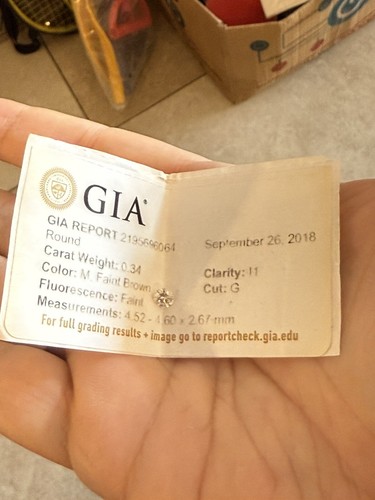 GIA®
GIA REPORT 2195696064
September 26, 2018
Round
Carat Weight: 0.34
Color: M, Faint Brown
Clarity: I1
Fluorescence: Faint
Cut: G
Measurements: 4.52 - 4.60 x 2.67 mm
For full grading results + image go to reportcheck.gia.edu